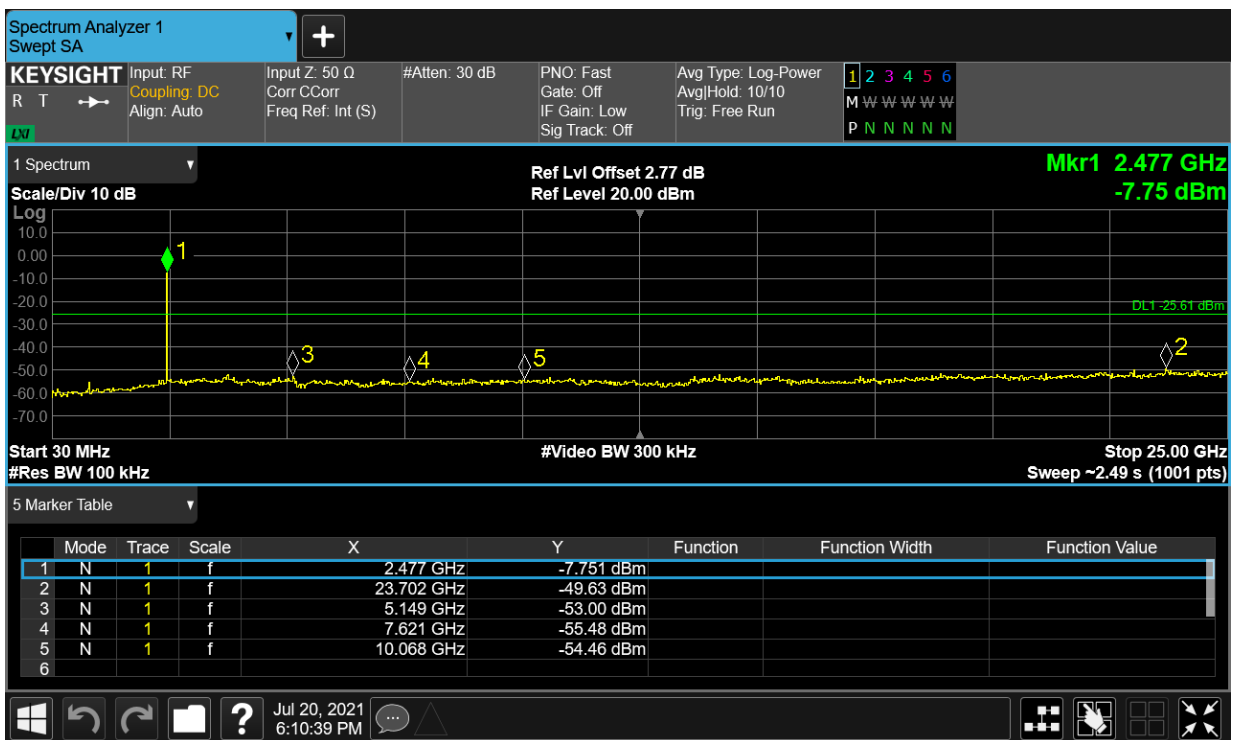 Spectrum Analyzer 1
Swept SA
+
KEYSIGHT
R T
LXI
Input: RF
Coupling: DC
Align: Auto
Input Z: 50 Ω
Corr CCorr
Freq Ref: Int (S)
#Atten: 30 dB
PNO: Fast
Gate: Off
IF Gain: Low
Sig Track: Off
Avg Type: Log-Power
Avg|Hold: 10/10
Trig: Free Run
1 2 3 4 5 6
M W W W W W
P N N N N N
1 Spectrum
Scale/Div 10 dB
Ref Lvl Offset 2.77 dB
Ref Level 20.00 dBm
Mkr1 2.477 GHz
-7.75 dBm
Log
10.0
0.00
-10.0
-20.0
-30.0
-40.0
-50.0
-60.0
-70.0
1
DL1 -25.61 dBm
3
4
5
2
Start 30 MHz
#Res BW 100 kHz
#Video BW 300 kHz
Stop 25.00 GHz
Sweep ~2.49 s (1001 pts)
5 Marker Table
Mode Trace Scale X Y Function Function Width Function Value
1 N 1 f 2.477 GHz -7.751 dBm
2 N 1 f 23.702 GHz -49.63 dBm
3 N 1 f 5.149 GHz -53.00 dBm
4 N 1 f 7.621 GHz -55.48 dBm
5 N 1 f 10.068 GHz -54.46 dBm
6
?
Jul 20, 2021
6:10:39 PM